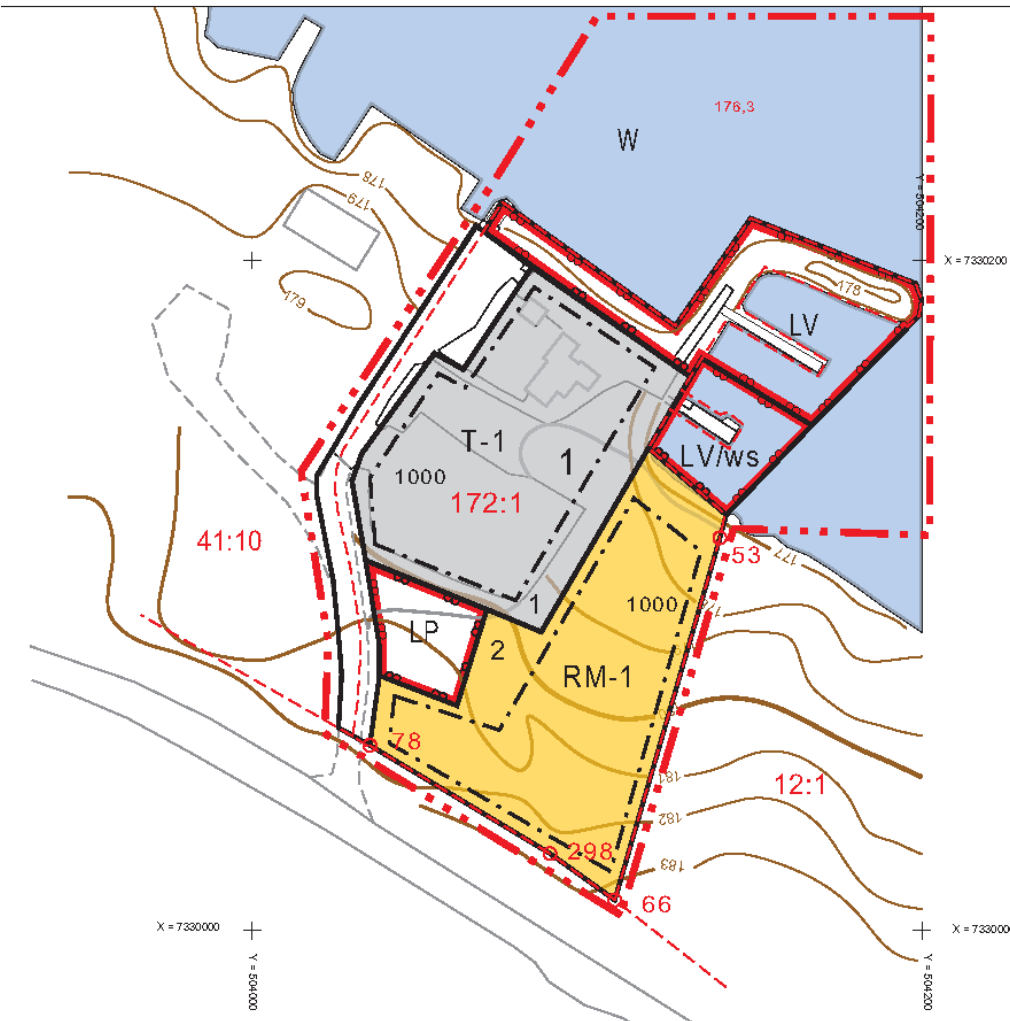 176,3
W
Y = 504200
178
179
X = 7330200
179
178
LV
T-1
1
1000
172:1
LV/ws
41:10
53
177
1
1000
LP
2
RM-1
78
181
12:1
182
298
183
66
X = 7330000
X = 7330000
Y = 504000
Y = 504200